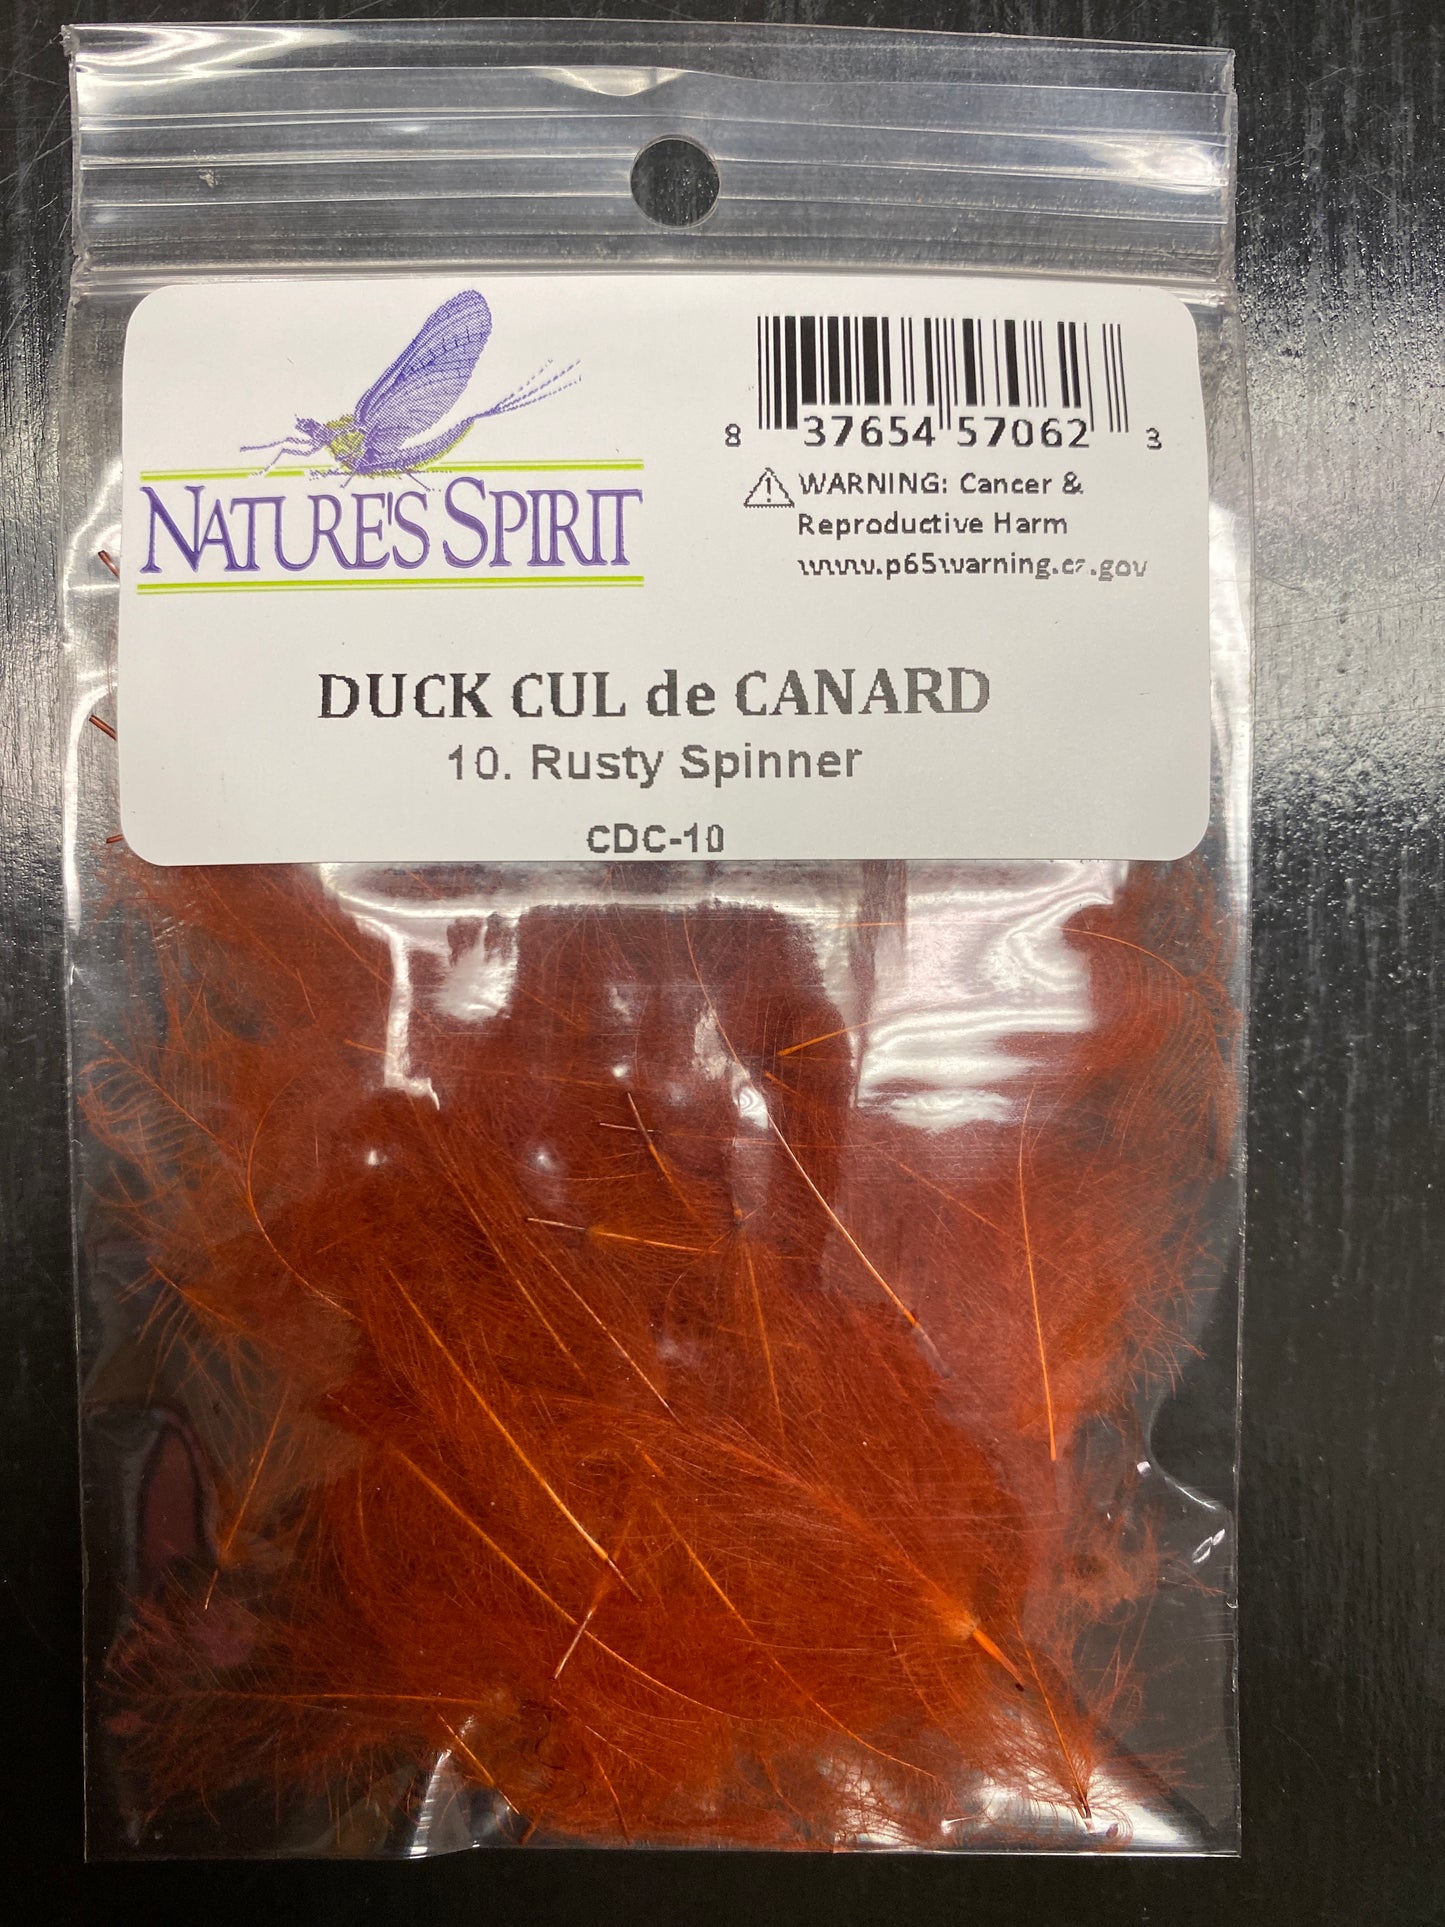 NATURE'S SPIRIT
8 37654 57062 3
WARNING: Cancer &
Reproductive Harm
www.p65warning.ca.gov
DUCK CUL de CANARD
10. Rusty Spinner
CDC-10